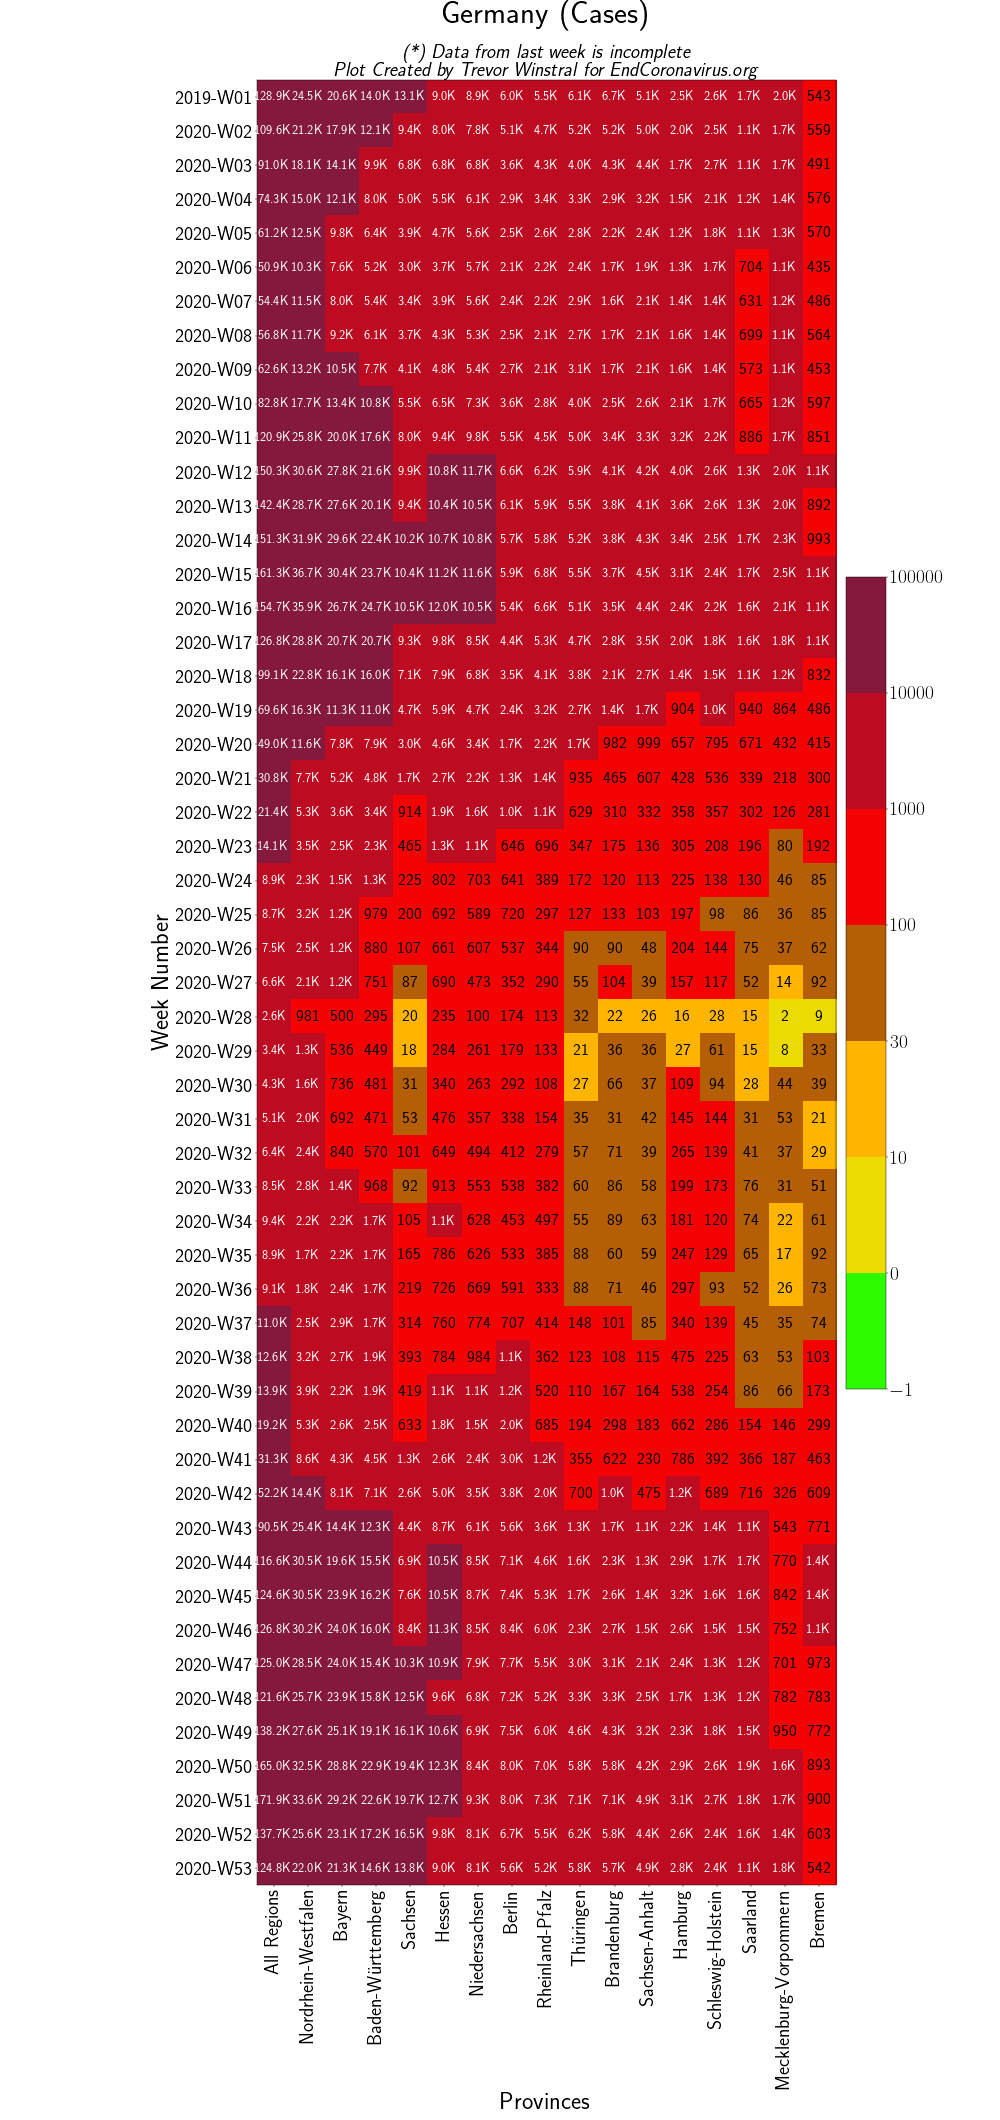 Germany (Cases)
(*) Data from last week is incomplete
Plot Created by Trevor Winstral for EndCoronavirus.org
2019-W01 128.9K 24.5K 20.6K 14.0K 13.1K 9.0K 8.9K 6.0K 5.5K 6.1K 6.7K 5.1K 2.5K 2.6K 1.7K 2.0K 543
2020-W02 109.6K 21.2K 17.9K 12.1K 9.4K 8.0K 7.8K 5.1K 4.7K 5.2K 5.2K 5.0K 2.0K 2.5K 1.1K 1.7K 559
2020-W03 91.0K 18.1K 14.1K 9.9K 6.8K 6.8K 6.8K 3.6K 4.3K 4.0K 4.3K 4.4K 1.7K 2.7K 1.1K 1.7K 491
2020-W04 74.3K 15.0K 12.1K 8.0K 5.0K 5.5K 6.1K 2.9K 3.4K 3.3K 2.9K 3.2K 1.5K 2.1K 1.2K 1.4K 576
2020-W05 61.2K 12.5K 9.8K 6.4K 3.9K 4.7K 5.6K 2.5K 2.6K 2.8K 2.2K 2.4K 1.2K 1.8K 1.1K 1.3K 570
2020-W06 50.9K 10.3K 7.6K 5.2K 3.0K 3.7K 5.7K 2.1K 2.2K 2.4K 1.7K 1.9K 1.3K 1.7K 704 1.1K 435
2020-W07 54.4K 11.5K 8.0K 5.4K 3.4K 3.9K 5.6K 2.4K 2.2K 2.9K 1.6K 2.1K 1.4K 1.4K 631 1.2K 486
2020-W08 56.8K 11.7K 9.2K 6.1K 3.7K 4.3K 5.3K 2.5K 2.1K 2.7K 1.7K 2.1K 1.6K 1.4K 699 1.1K 564
2020-W09 62.6K 13.2K 10.5K 7.7K 4.1K 4.8K 5.4K 2.7K 2.1K 3.1K 1.7K 2.1K 1.6K 1.4K 573 1.1K 453
2020-W10 82.8K 17.7K 13.4K 10.8K 5.5K 6.5K 7.3K 3.6K 2.8K 4.0K 2.5K 2.6K 2.1K 1.7K 665 1.2K 597
2020-W11 120.9K 25.8K 20.0K 17.6K 8.0K 9.4K 9.8K 5.5K 4.5K 5.0K 3.4K 3.3K 3.2K 2.2K 886 1.7K 851
2020-W12 150.3K 30.6K 27.8K 21.6K 9.9K 10.8K 11.7K 6.6K 6.2K 5.9K 4.1K 4.2K 4.0K 2.6K 1.3K 2.0K 1.1K
2020-W13 142.4K 28.7K 27.6K 20.1K 9.4K 10.4K 10.5K 6.1K 5.9K 5.5K 3.8K 4.1K 3.6K 2.6K 1.3K 2.0K 892
2020-W14 151.3K 31.9K 29.6K 22.4K 10.2K 10.7K 10.8K 5.7K 5.8K 5.2K 3.8K 4.3K 3.4K 2.5K 1.7K 2.3K 993
2020-W15 161.3K 36.7K 30.4K 23.7K 10.4K 11.2K 11.6K 5.9K 6.8K 5.5K 3.7K 4.5K 3.1K 2.4K 1.7K 2.5K 1.1K
2020-W16 154.7K 35.9K 26.7K 24.7K 10.5K 12.0K 10.5K 5.4K 6.6K 5.1K 3.5K 4.4K 2.4K 2.2K 1.6K 2.1K 1.1K
2020-W17 126.8K 28.8K 20.7K 20.7K 9.3K 9.8K 8.5K 4.4K 5.3K 4.7K 2.8K 3.5K 2.0K 1.8K 1.6K 1.8K 1.1K
2020-W18 99.1K 22.8K 16.1K 16.0K 7.1K 7.9K 6.8K 3.5K 4.1K 3.8K 2.1K 2.7K 1.4K 1.5K 1.1K 1.2K 832
2020-W19 69.6K 16.3K 11.3K 11.0K 4.7K 5.9K 4.7K 2.4K 3.2K 2.7K 1.4K 1.7K 904 1.0K 940 864 486
2020-W20 49.0K 11.6K 7.8K 7.9K 3.0K 4.6K 3.4K 1.7K 2.2K 1.7K 982 999 657 795 671 432 415
2020-W21 30.8K 7.7K 5.2K 4.8K 1.7K 2.7K 2.2K 1.3K 1.4K 935 465 607 428 536 339 218 300
2020-W22 21.4K 5.3K 3.6K 3.4K 914 1.9K 1.6K 1.0K 1.1K 629 310 332 358 357 302 126 281
2020-W23 14.1K 3.5K 2.5K 2.3K 465 1.3K 1.1K 646 696 347 175 136 305 208 196 80 192
2020-W24 8.9K 2.3K 1.5K 1.3K 225 802 703 641 389 172 120 113 225 138 130 46 85
2020-W25 8.7K 3.2K 1.2K 979 200 692 589 720 297 127 133 103 197 98 86 36 85
2020-W26 7.5K 2.5K 1.2K 880 107 661 607 537 344 90 90 48 204 144 75 37 62
2020-W27 6.6K 2.1K 1.2K 751 87 690 473 352 290 55 104 39 157 117 52 14 92
2020-W28 2.6K 981 500 295 20 235 100 174 113 32 22 26 16 28 15 2 9
2020-W29 3.4K 1.3K 536 449 18 284 261 179 133 21 36 36 27 61 15 8 33
2020-W30 4.3K 1.6K 736 481 31 340 263 292 108 27 66 37 109 94 28 44 39
2020-W31 5.1K 2.0K 692 471 53 476 357 338 154 35 31 42 145 144 31 53 21
2020-W32 6.4K 2.4K 840 570 101 649 494 412 279 57 71 39 265 139 41 37 29
2020-W33 8.5K 2.8K 1.4K 968 92 913 553 538 382 60 86 58 199 173 76 31 51
2020-W34 9.4K 2.2K 2.2K 1.7K 105 1.1K 628 453 497 55 89 63 181 120 74 22 61
2020-W35 8.9K 1.7K 2.2K 1.7K 165 786 626 533 385 88 60 59 247 129 65 17 92
2020-W36 9.1K 1.8K 2.4K 1.7K 219 726 669 591 333 88 71 46 297 93 52 26 73
2020-W37 11.0K 2.5K 2.9K 1.7K 314 760 774 707 414 148 101 85 340 139 45 35 74
2020-W38 12.6K 3.2K 2.7K 1.9K 393 784 984 1.1K 362 123 108 115 475 225 63 53 103
2020-W39 13.9K 3.9K 2.2K 1.9K 419 1.1K 1.1K 1.2K 520 110 167 164 538 254 86 66 173
2020-W40 19.2K 5.3K 2.6K 2.5K 633 1.8K 1.5K 2.0K 685 194 298 183 662 286 154 146 299
2020-W41 31.3K 8.6K 4.3K 4.5K 1.3K 2.6K 2.4K 3.0K 1.2K 355 622 230 786 392 366 187 463
2020-W42 52.2K 14.4K 8.1K 7.1K 2.6K 5.0K 3.5K 3.8K 2.0K 700 1.0K 475 1.2K 689 716 326 609
2020-W43 90.5K 25.4K 14.4K 12.3K 4.4K 8.7K 6.1K 5.6K 3.6K 1.3K 1.7K 1.1K 2.2K 1.4K 1.1K 543 771
2020-W44 116.6K 30.5K 19.6K 15.5K 6.9K 10.5K 8.5K 7.1K 4.6K 1.6K 2.3K 1.3K 2.9K 1.7K 1.7K 770 1.4K
2020-W45 124.6K 30.5K 23.9K 16.2K 7.6K 10.5K 8.7K 7.4K 5.3K 1.7K 2.6K 1.4K 3.2K 1.6K 1.6K 842 1.4K
2020-W46 126.8K 30.2K 24.0K 16.0K 8.4K 11.3K 8.5K 8.4K 6.0K 2.3K 2.7K 1.5K 2.6K 1.5K 1.5K 752 1.1K
2020-W47 125.0K 28.5K 24.0K 15.4K 10.3K 10.9K 7.9K 7.7K 5.5K 3.0K 3.1K 2.1K 2.4K 1.3K 1.2K 701 973
2020-W48 121.6K 25.7K 23.9K 15.8K 12.5K 9.6K 6.8K 7.2K 5.2K 3.3K 3.3K 2.5K 1.7K 1.3K 1.2K 782 783
2020-W49 138.2K 27.6K 25.1K 19.1K 16.1K 10.6K 6.9K 7.5K 6.0K 4.6K 4.3K 3.2K 2.3K 1.8K 1.5K 950 772
2020-W50 165.0K 32.5K 28.8K 22.9K 19.4K 12.3K 8.4K 8.0K 7.0K 5.8K 5.8K 4.2K 2.9K 2.6K 1.9K 1.6K 893
2020-W51 171.9K 33.6K 29.2K 22.6K 19.7K 12.7K 9.3K 8.0K 7.3K 7.1K 7.1K 4.9K 3.1K 2.7K 1.8K 1.7K 900
2020-W52 137.7K 25.6K 23.1K 17.2K 16.5K 9.8K 8.1K 6.7K 5.5K 6.2K 5.8K 4.4K 2.6K 2.4K 1.6K 1.4K 603
2020-W53 124.8K 22.0K 21.3K 14.6K 13.8K 9.0K 8.1K 5.6K 5.2K 5.8K 5.7K 4.9K 2.8K 2.4K 1.1K 1.8K 542
Week Number
All Regions
Nordrhein-Westfalen
Bayern
Baden-Württemberg
Sachsen
Hessen
Niedersachsen
Berlin
Rheinland-Pfalz
Thüringen
Brandenburg
Sachsen-Anhalt
Hamburg
Schleswig-Holstein
Saarland
Mecklenburg-Vorpommern
Bremen
Provinces
100000
10000
1000
100
30
10
0
−1